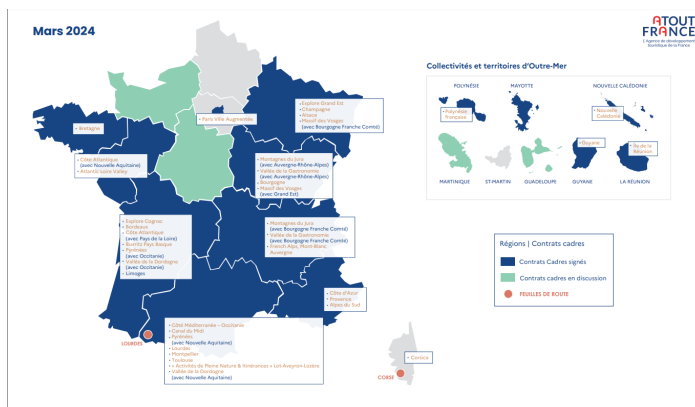 Mars 2024
ATOUT
FRANCE
L'Agence de développement
touristique de la France
Collectivités et territoires d'Outre-Mer
POLYNÉSIE
MAYOTTE
NOUVELLE CALÉDONIE
• Polynésie
française
• Nouvelle
Calédonie
• Guyane
• Île de la
Réunion
MARTINIQUE
ST-MARTIN
GUADELOUPE
GUYANE
LA RÉUNION
• Explore Grand Est
• Champagne
• Alsace
• Massif des Vosges
(avec Bourgogne Franche Comté)
• Paris Ville Augmentée
• Bretagne
• Côte Atlantique
(avec Nouvelle Aquitaine)
• Atlantic Loire Valley
• Montagnes du Jura
(avec Auvergne-Rhône-Alpes)
• Vallée de la Gastronomie
(avec Auvergne-Rhône-Alpes)
• Bourgogne
• Massif des Vosges
(avec Grand Est)
• Explore Cognac
• Bordeaux
• Côte Atlantique
(avec Pays de la Loire)
• Biarritz Pays Basque
• Pyrénées
(avec Occitanie)
• Vallée de la Dordogne
(avec Occitanie)
• Limoges
• Montagnes du Jura
(avec Bourgogne Franche Comté)
• Vallée de la Gastronomie
(avec Bourgogne Franche Comté)
• French Alps, Mont-Blanc
Auvergne
Régions | Contrats cadres
Contrats Cadres signés
Contrats cadres en discussion
FEUILLES DE ROUTE
• Côte d'Azur
• Provence
• Alpes du Sud
• Côte Méditerranée – Occitanie
• Canal du Midi
• Pyrénées
(avec Nouvelle Aquitaine)
• Lourdes
• Montpellier
• Toulouse
• « Activités de Pleine Nature & Itinérances » Lot-Aveyron-Lozère
• Vallée de la Dordogne
(avec Nouvelle Aquitaine)
LOURDES
• Corsica
CORSE